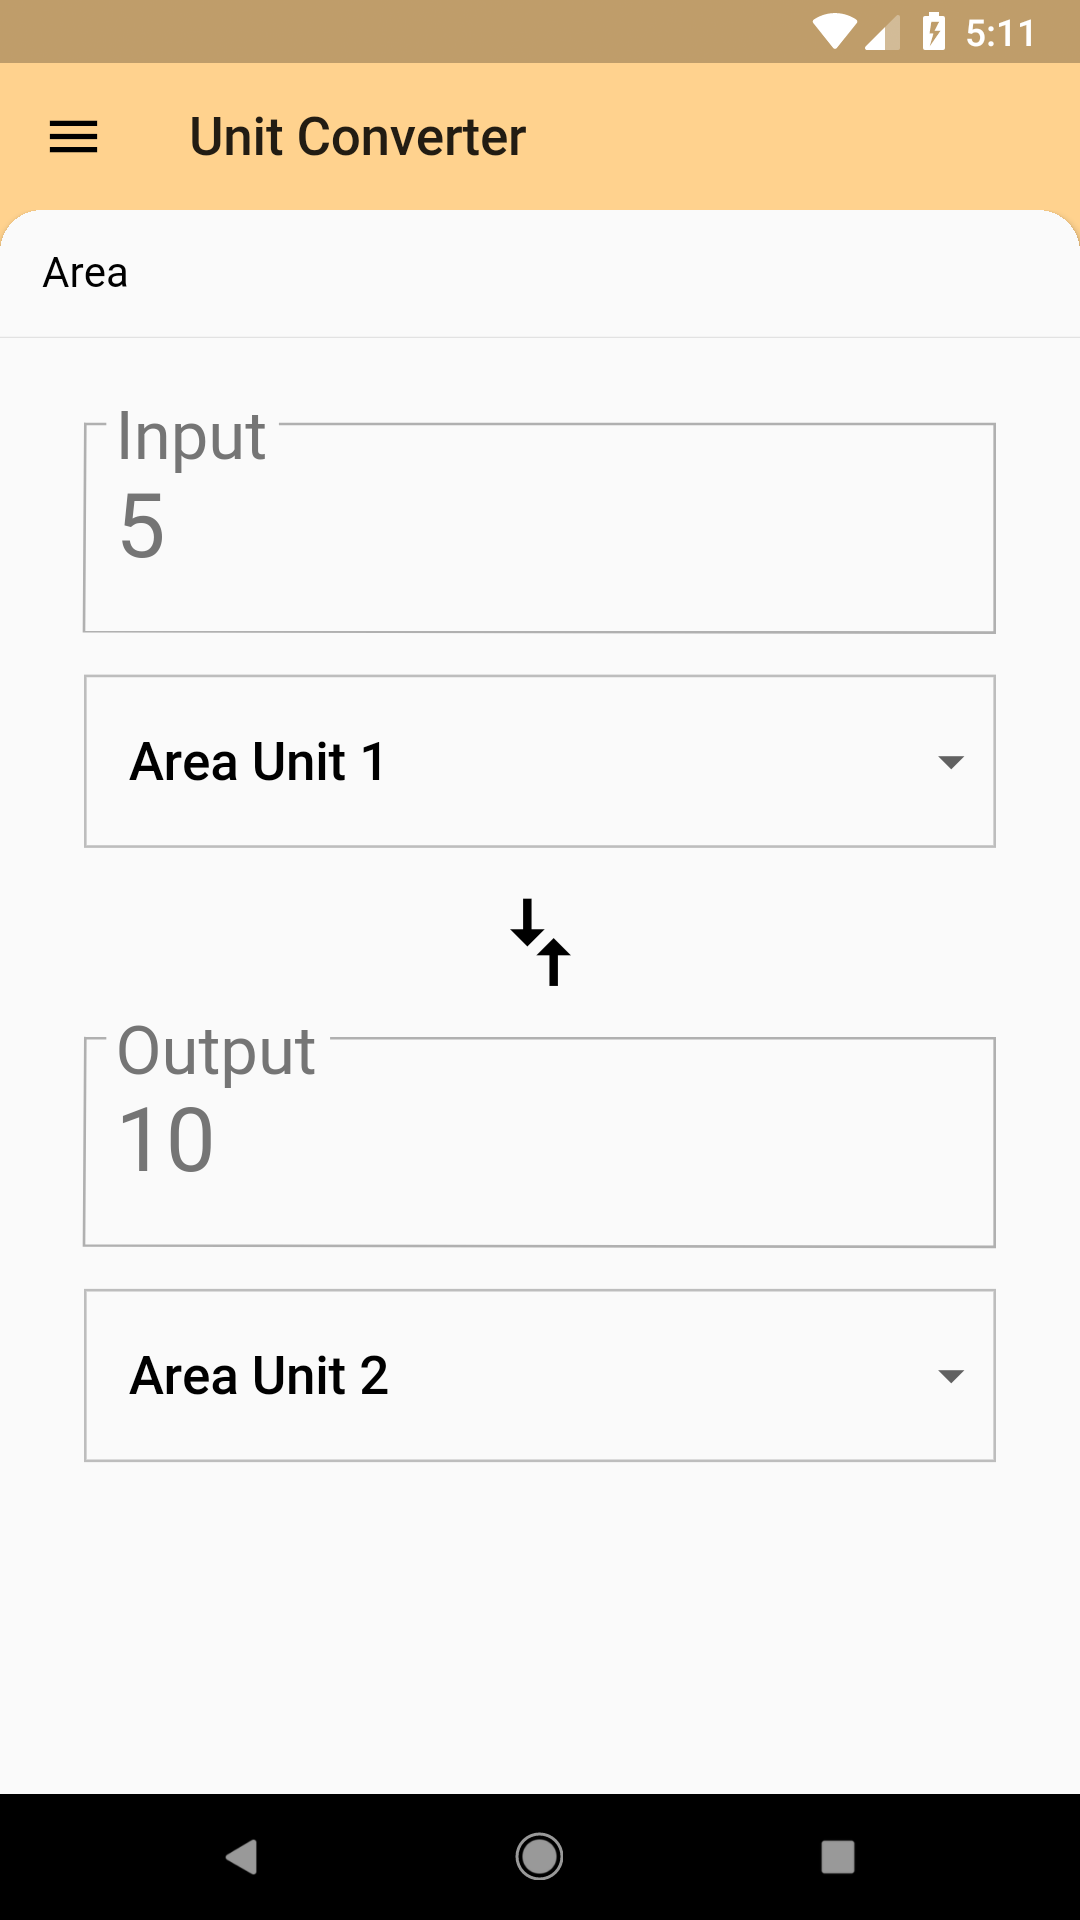 5:11
Unit Converter
Area
Input
5
Area Unit 1
Output
10
Area Unit 2